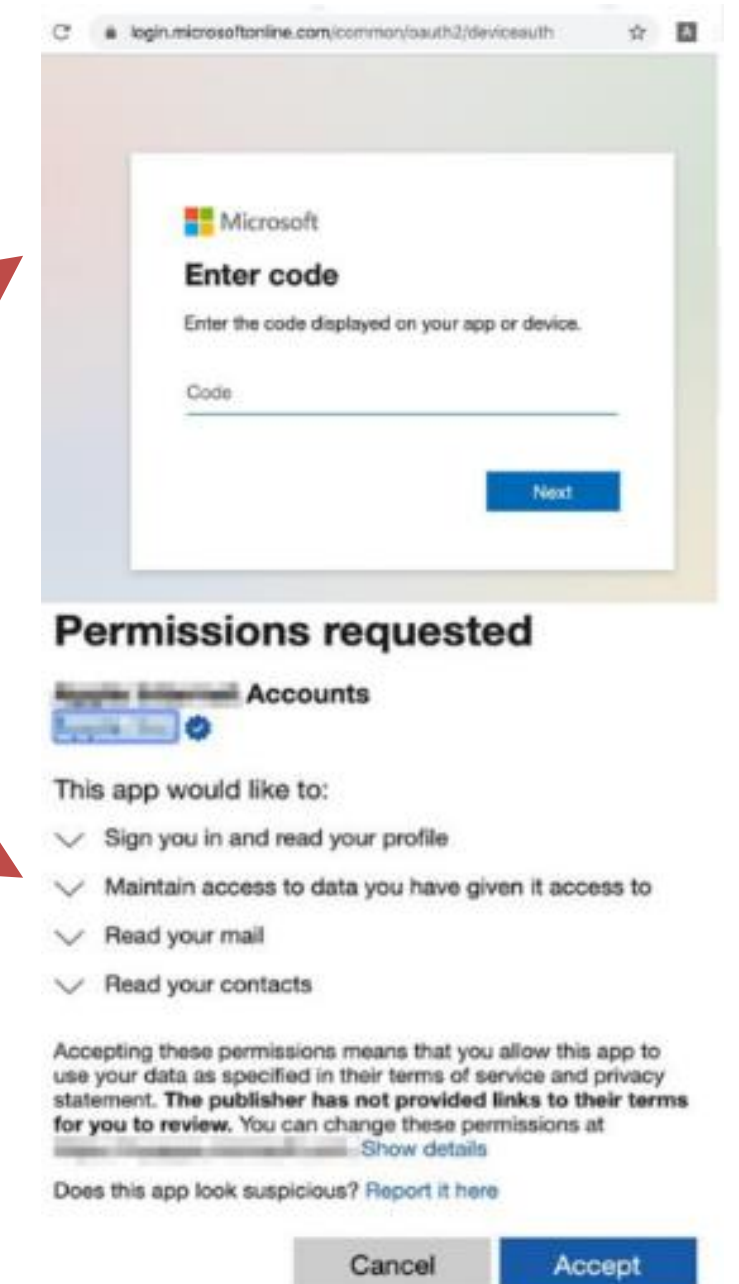 login.microsoftonline.com/common/oauth2/deviceauth
Microsoft
Enter code
Enter the code displayed on your app or device.
Code
Next
Permissions requested
Accounts
This app would like to:
Sign you in and read your profile
Maintain access to data you have given it access to
Read your mail
Read your contacts
Accepting these permissions means that you allow this app to
use your data as specified in their terms of service and privacy
statement. The publisher has not provided links to their terms
for you to review. You can change these permissions at
Show details
Does this app look suspicious? Report it here
Cancel Accept